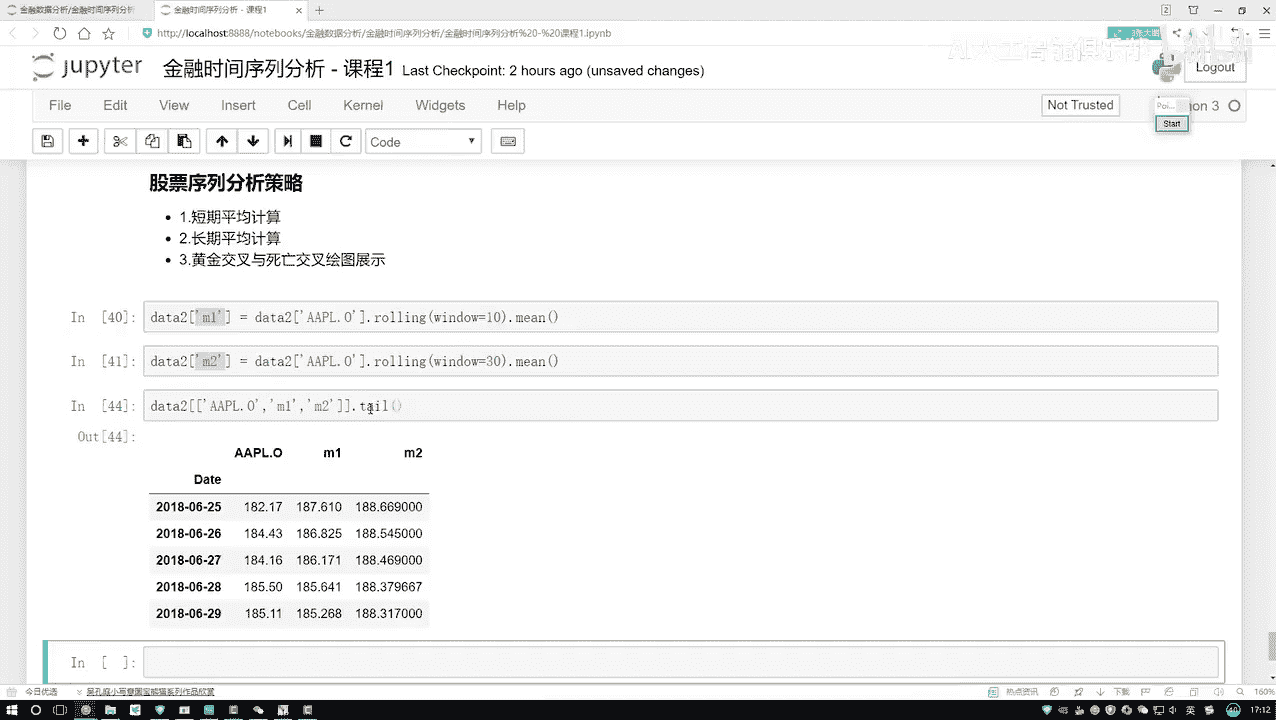 金融数据分析/金融时间序列分析
金融时间序列分析 - 课程1
http://localhost:8888/notebooks/金融数据分析/金融时间序列分析/金融时间序列分析%20-%20课程1.ipynb
jupyter 金融时间序列分析 - 课程1 Last Checkpoint: 2 hours ago (unsaved changes)
Logout
File Edit View Insert Cell Kernel Widgets Help
Not Trusted
Start
Code
股票序列分析策略
1.短期平均计算
2.长期平均计算
3.黄金交叉与死亡交叉绘图展示
In [40]: data2['m1'] = data2['AAPL.O'].rolling(window=10).mean()
In [41]: data2['m2'] = data2['AAPL.O'].rolling(window=30).mean()
In [44]: data2[['AAPL.O','m1','m2']].tail()
Out[44]:
AAPL.O m1 m2
Date
2018-06-25 182.17 187.610 188.669000
2018-06-26 184.43 186.825 188.545000
2018-06-27 184.16 186.171 188.469000
2018-06-28 185.50 185.641 188.379667
2018-06-29 185.11 185.268 188.317000
In [ ]:
今日优选
热点资讯
下载
160%
英
17:12